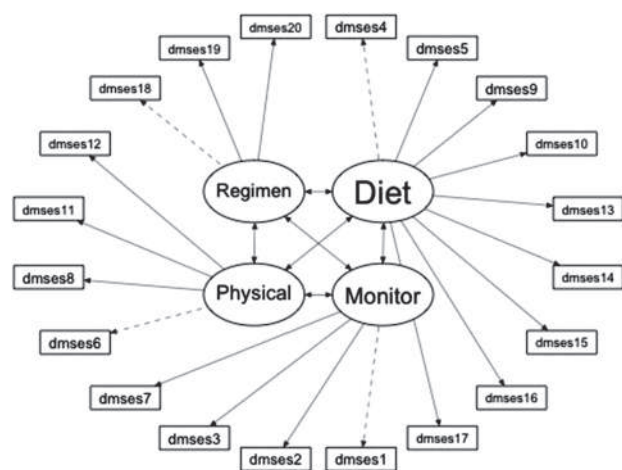 dmses20
dmses4
dmses19
dmses5
dmses18
dmses9
dmses12
dmses10
Regimen
Diet
dmses11
dmses13
dmses8
dmses14
Physical
Monitor
dmses6
dmses15
dmses7
dmses16
dmses3
dmses17
dmses2
dmses1